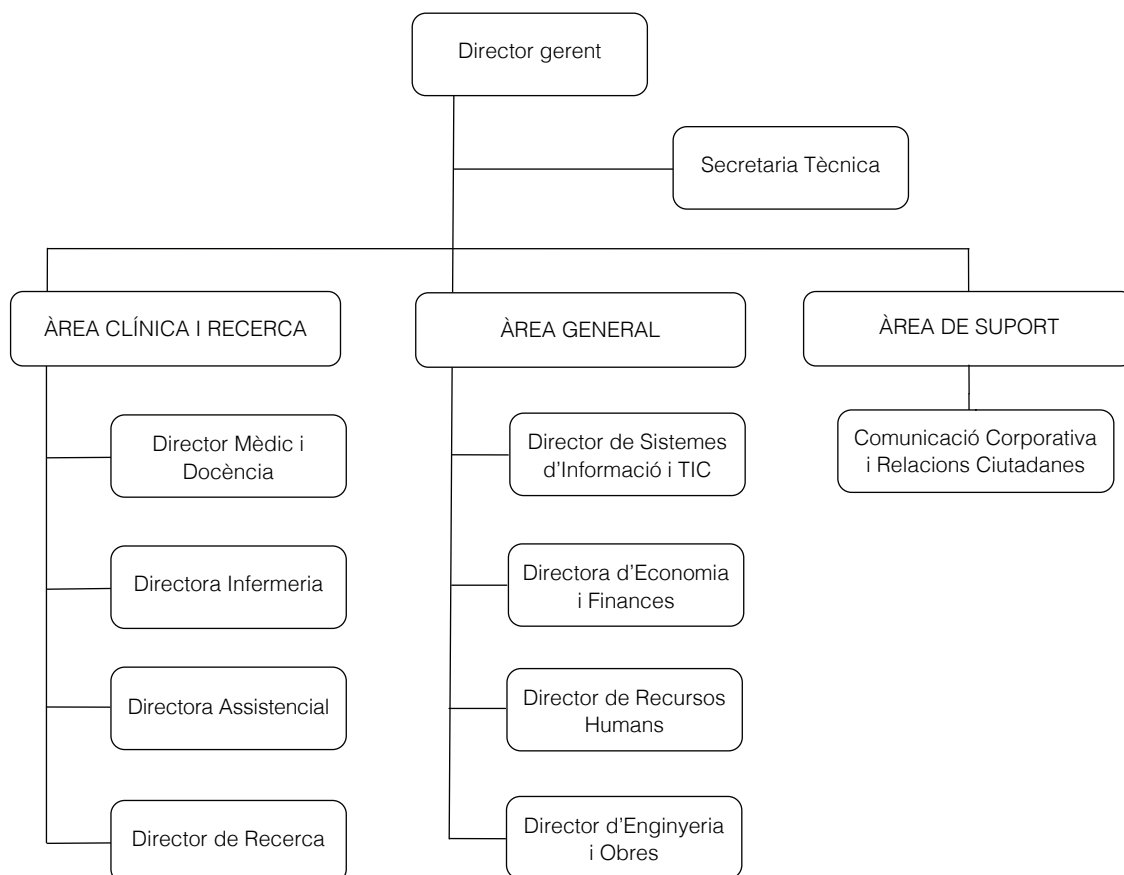 Director gerent
Secretaria Tècnica
ÀREA CLÍNICA I RECERCA
ÀREA GENERAL
ÀREA DE SUPORT
Director Mèdic i
Docència
Directora Infermeria
Directora Assistencial
Director de Recerca
Director de Sistemes
d’Informació i TIC
Directora d’Economia
i Finances
Director de Recursos
Humans
Director d’Enginyeria
i Obres
Comunicació Corporativa
i Relacions Ciutadanes